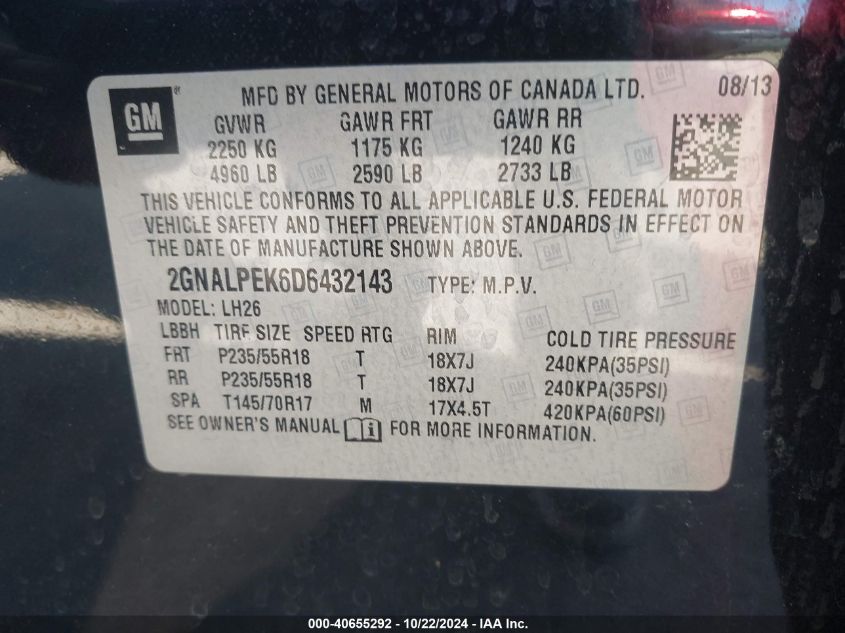 GM
MFD BY GENERAL MOTORS OF CANADA LTD. 08/13
GVWR GAWR FRT GAWR RR
2250 KG 1175 KG 1240 KG
4960 LB 2590 LB 2733 LB
THIS VEHICLE CONFORMS TO ALL APPLICABLE U.S. FEDERAL MOTOR
VEHICLE SAFETY AND THEFT PREVENTION STANDARDS IN EFFECT ON
THE DATE OF MANUFACTURE SHOWN ABOVE.
2GNALPEK6D6432143 TYPE: M.P.V.
MODEL: LH26
LBBH TIRE SIZE SPEED RTG RIM COLD TIRE PRESSURE
FRT P235/55R18 T 18X7J 240KPA(35PSI)
RR P235/55R18 T 18X7J 240KPA(35PSI)
SPA T145/70R17 M 17X4.5T 420KPA(60PSI)
SEE OWNER'S MANUAL i FOR MORE INFORMATION.
000-40655292 - 10/22/2024 - IAA Inc.